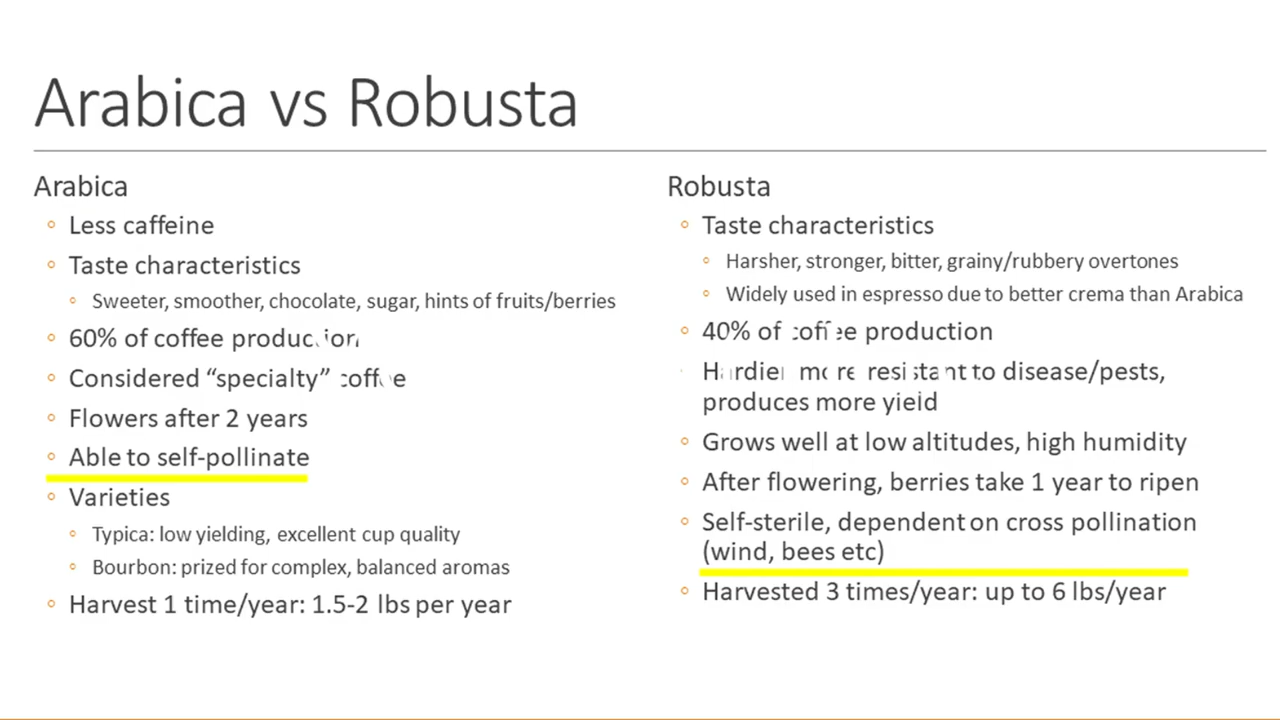 Arabica vs Robusta
Arabica
Less caffeine
Taste characteristics
Sweeter, smoother, chocolate, sugar, hints of fruits/berries
60% of coffee production
Considered “specialty” coffee
Flowers after 2 years
Able to self-pollinate
Varieties
Typica: low yielding, excellent cup quality
Bourbon: prized for complex, balanced aromas
Harvest 1 time/year: 1.5-2 lbs per year
Robusta
Taste characteristics
Harsher, stronger, bitter, grainy/rubbery overtones
Widely used in espresso due to better crema than Arabica
40% of coffee production
Hardier more resistant to disease/pests,
produces more yield
Grows well at low altitudes, high humidity
After flowering, berries take 1 year to ripen
Self-sterile, dependent on cross pollination
(wind, bees etc)
Harvested 3 times/year: up to 6 lbs/year